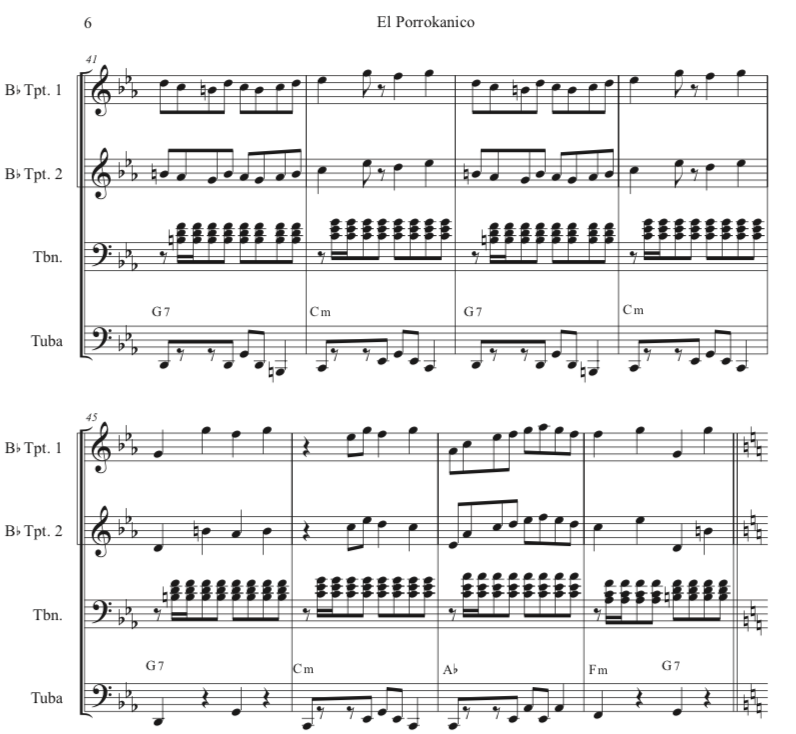 6
El Porrokanico
41
B♭ Tpt. 1
B♭ Tpt. 2
Tbn.
G7 Cm G7 Cm
Tuba
45
B♭ Tpt. 1
B♭ Tpt. 2
Tbn.
G7 Cm A♭ Fm G7
Tuba